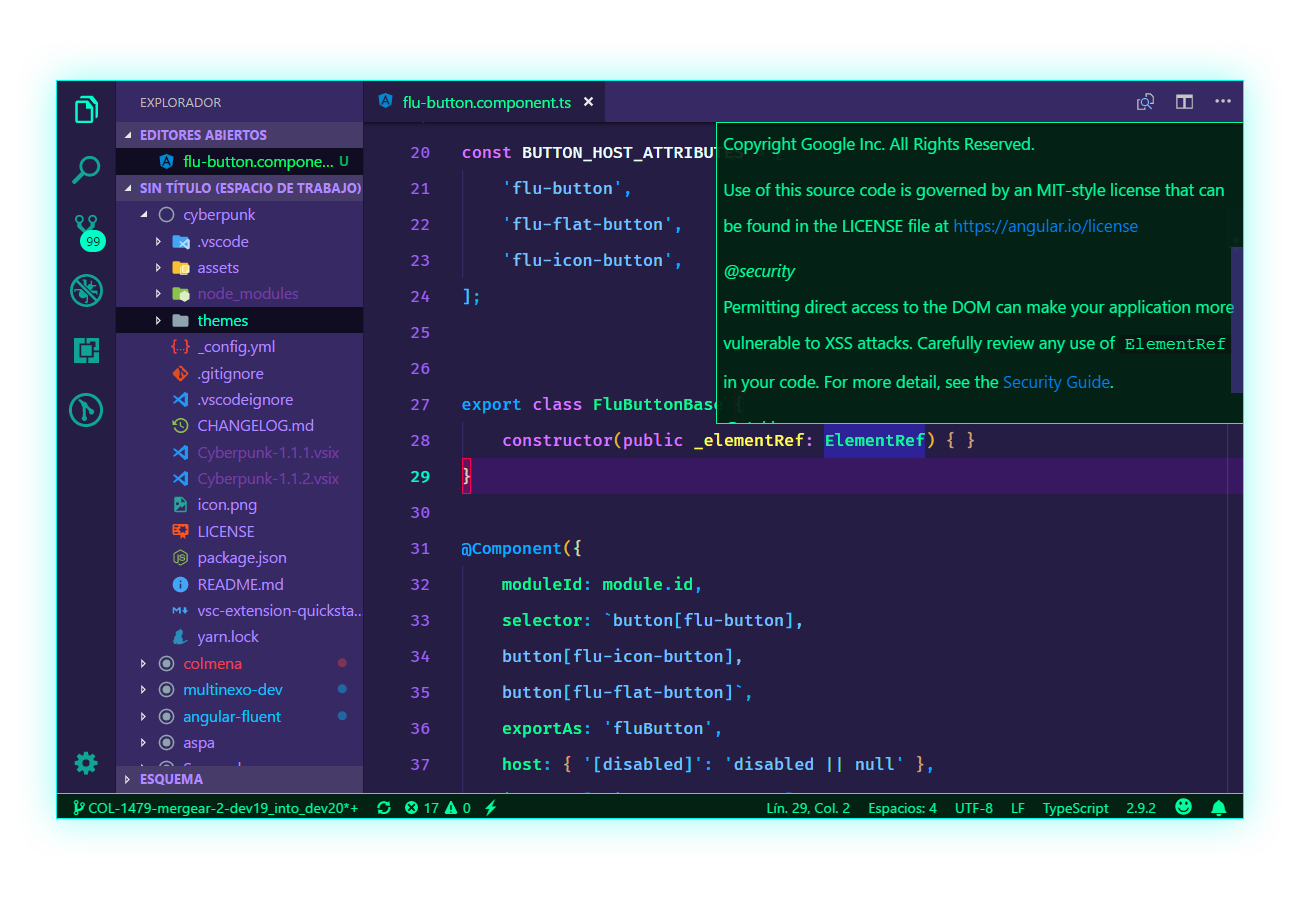 EXPLORADOR
EDITORES ABIERTOS
flu-button.compone... U
SIN TÍTULO (ESPACIO DE TRABAJO)
cyberpunk
.vscode
assets
node_modules
themes
{..} _config.yml
.gitignore
.vscodeignore
CHANGELOG.md
Cyberpunk-1.1.1.vsix
Cyberpunk-1.1.2.vsix
icon.png
LICENSE
package.json
README.md
vsc-extension-quicksta...
yarn.lock
colmena
multinexo-dev
angular-fluent
aspa
ESQUEMA
99
flu-button.component.ts ×
20 const BUTTON_HOST_ATTRIBUTES
21 'flu-button',
22 'flu-flat-button',
23 'flu-icon-button',
24 ];
25
26
27 export class FluButtonBase {
28 constructor(public _elementRef: ElementRef) { }
29 }
30
31 @Component({
32 moduleId: module.id,
33 selector: `button[flu-button],
34 button[flu-icon-button],
35 button[flu-flat-button]`,
36 exportAs: 'fluButton',
37 host: { '[disabled]': 'disabled || null' },
Copyright Google Inc. All Rights Reserved.
Use of this source code is governed by an MIT-style license that can
be found in the LICENSE file at https://angular.io/license
@security
Permitting direct access to the DOM can make your application more
vulnerable to XSS attacks. Carefully review any use of ElementRef
in your code. For more detail, see the Security Guide.
COL-1479-mergear-2-dev19_into_dev20*+ 17 0 Lín. 29, Col. 2 Espacios: 4 UTF-8 LF TypeScript 2.9.2